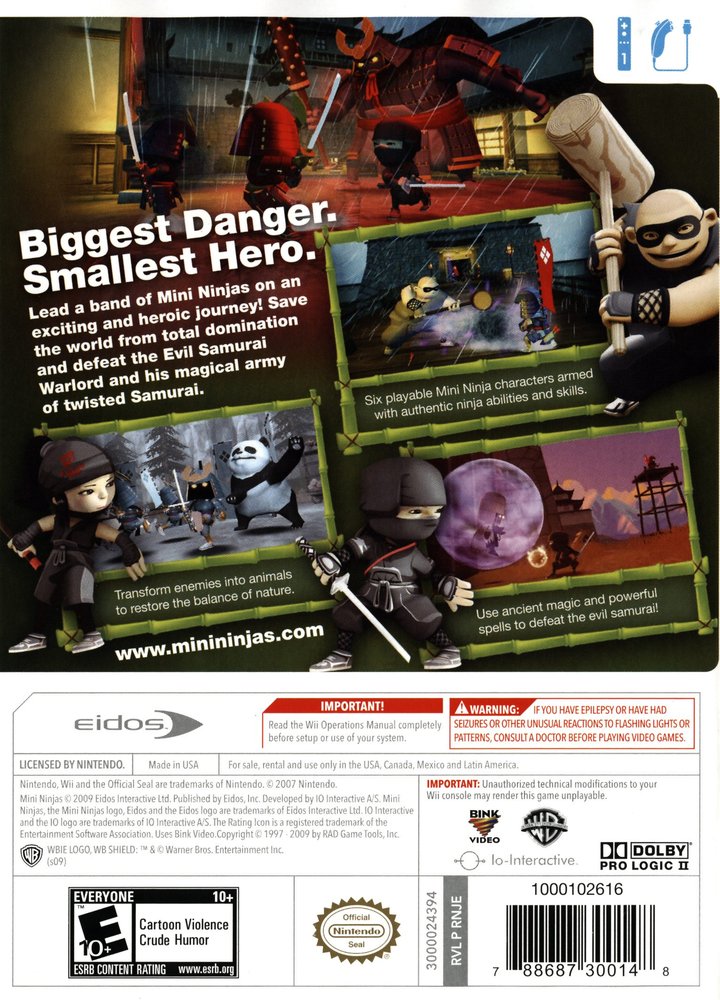 1
Biggest Danger.
Smallest Hero.
Lead a band of Mini Ninjas on an
exciting and heroic journey! Save
the world from total domination
and defeat the Evil Samurai
Warlord and his magical army
of twisted Samurai.
Six playable Mini Ninja characters armed
with authentic ninja abilities and skills.
Transform enemies into animals
to restore the balance of nature.
Use ancient magic and powerful
spells to defeat the evil samurai!
www.minininjas.com
eidos
IMPORTANT!
Read the Wii Operations Manual completely
before setup or use of your system.
WARNING: IF YOU HAVE EPILEPSY OR HAVE HAD
SEIZURES OR OTHER UNUSUAL REACTIONS TO FLASHING LIGHTS OR
PATTERNS, CONSULT A DOCTOR BEFORE PLAYING VIDEO GAMES.
LICENSED BY NINTENDO.
Made in USA
For sale, rental and use only in the USA, Canada, Mexico and Latin America.
Nintendo, Wii and the Official Seal are trademarks of Nintendo. © 2007 Nintendo.
Mini Ninjas © 2009 Eidos Interactive Ltd. Published by Eidos, Inc. Developed by IO Interactive A/S. Mini
Ninjas, the Mini Ninjas logo, Eidos and the Eidos logo are trademarks of Eidos Interactive Ltd. IO Interactive
and the IO logo are trademarks of IO Interactive A/S. The Rating Icon is a registered trademark of the
Entertainment Software Association. Uses Bink Video.Copyright © 1997 - 2009 by RAD Game Tools, Inc.
WB
WBIE LOGO, WB SHIELD: ™ & © Warner Bros. Entertainment Inc.
(s09)
IMPORTANT: Unauthorized technical modifications to your
Wii console may render this game unplayable.
BINK
VIDEO
WB
Io-Interactive.
DOLBY
PRO LOGIC II
EVERYONE 10+
E
10+
Cartoon Violence
Crude Humor
ESRB CONTENT RATING www.esrb.org
Official
Nintendo
Seal
3000024394
RVL P RNJE
1000102616
7 88687 30014 8